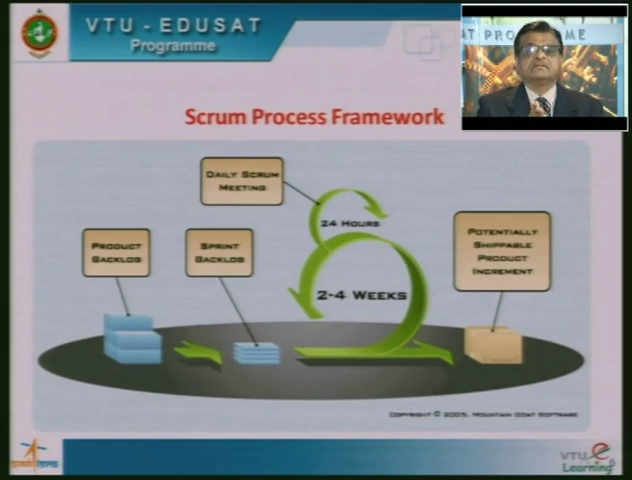 VTU - EDUSAT
Programme
AT PROGRAMME
Scrum Process Framework
DAILY SCRUM
MEETING
24 HOURS
PRODUCT
BACKLOG
SPRINT
BACKLOG
POTENTIALLY
SHIPPABLE
PRODUCT
INCREMENT
2-4 WEEKS
COPYRIGHT © 2005, MOUNTAIN GOAT SOFTWARE
VTU e
Learning